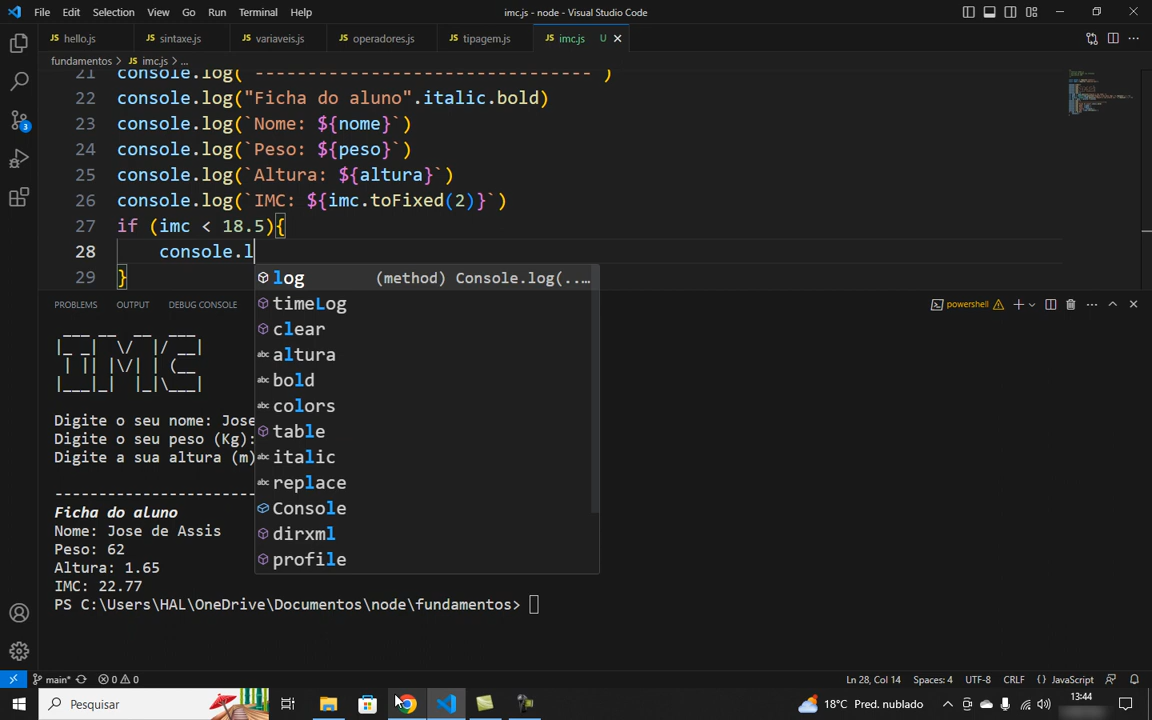 File Edit Selection View Go Run Terminal Help imc.js - node - Visual Studio Code
JS hello.js JS sintaxe.js JS variaveis.js JS operadores.js JS tipagem.js JS imc.js U
fundamentos > JS imc.js > ...
21 console.log(`--------------------------------`)
22 console.log("Ficha do aluno".italic.bold)
23 console.log(`Nome: ${nome}`)
24 console.log(`Peso: ${peso}`)
25 console.log(`Altura: ${altura}`)
26 console.log(`IMC: ${imc.toFixed(2)}`)
27 if (imc < 18.5){
28 console.l
29 }
log (method) Console.log(..…
timeLog
clear
abc altura
abc bold
abc colors
table
abc italic
abc replace
Console
dirxml
profile
PROBLEMS OUTPUT DEBUG CONSOLE powershell
IMC
Digite o seu nome: Jose
Digite o seu peso (Kg):
Digite a sua altura (m)
------------------------
Ficha do aluno
Nome: Jose de Assis
Peso: 62
Altura: 1.65
IMC: 22.77
PS C:\Users\HAL\OneDrive\Documentos\node\fundamentos>
3
main* 0 0 Ln 28, Col 14 Spaces: 4 UTF-8 CRLF {} JavaScript
Pesquisar 18°C Pred. nublado 13:44